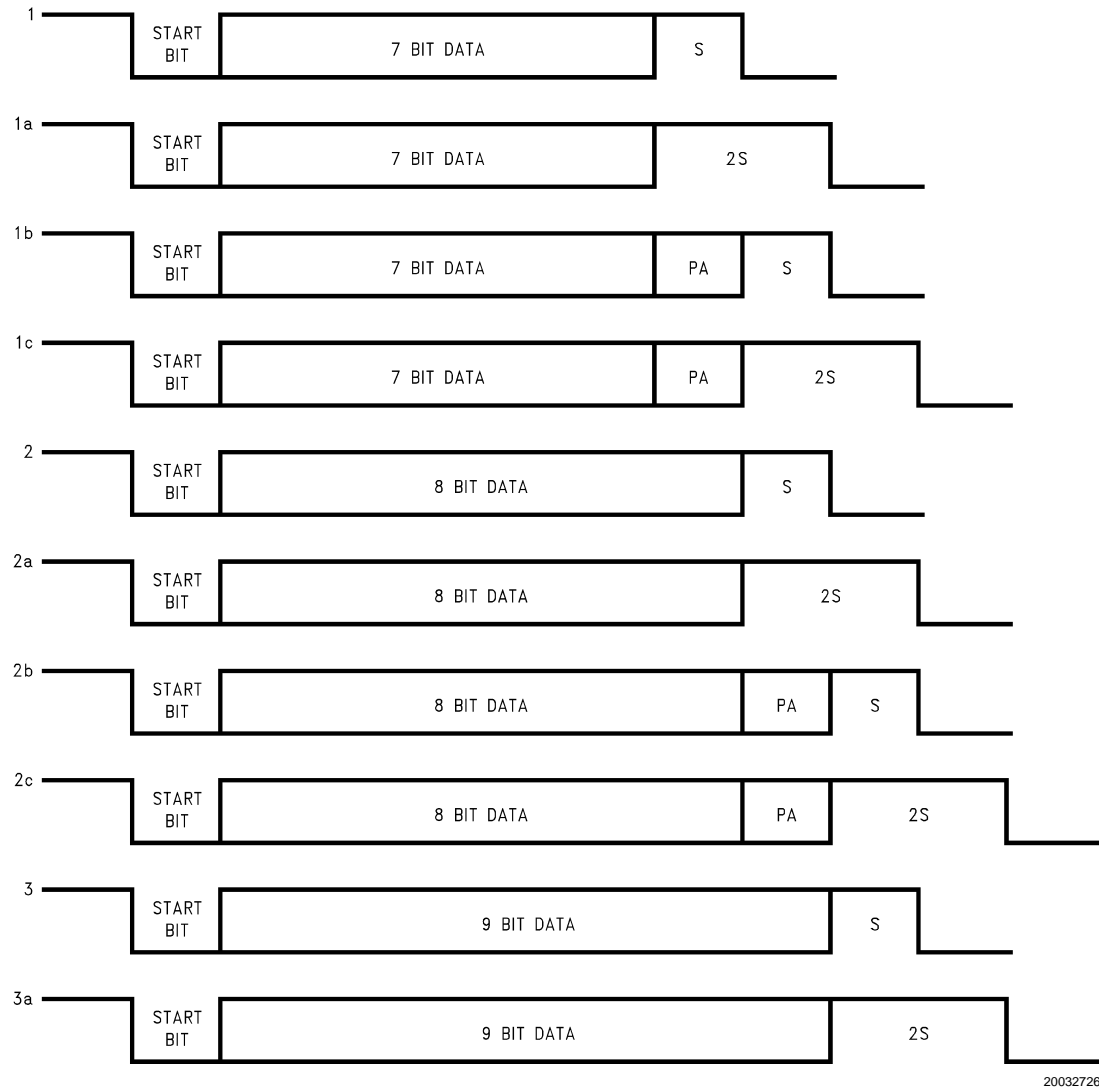 1
START
BIT
7 BIT DATA
S
1a
START
BIT
7 BIT DATA
2S
1b
START
BIT
7 BIT DATA
PA
S
1c
START
BIT
7 BIT DATA
PA
2S
2
START
BIT
8 BIT DATA
S
2a
START
BIT
8 BIT DATA
2S
2b
START
BIT
8 BIT DATA
PA
S
2c
START
BIT
8 BIT DATA
PA
2S
3
START
BIT
9 BIT DATA
S
3a
START
BIT
9 BIT DATA
2S
20032726